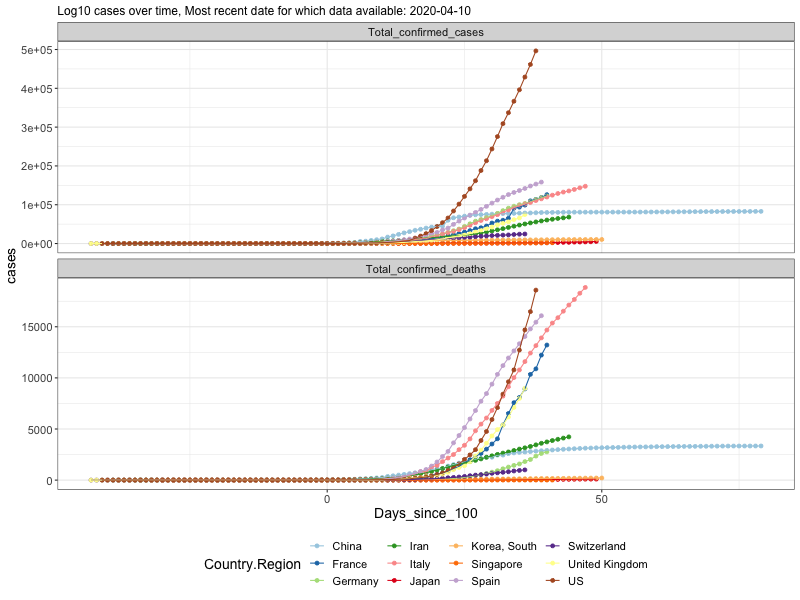 Log10 cases over time, Most recent date for which data available: 2020-04-10
Total_confirmed_cases
5e+05
4e+05
3e+05
2e+05
1e+05
0e+00
cases
Total_confirmed_deaths
15000
10000
5000
0
0 50
Days_since_100
Country.Region
China Iran Korea, South Switzerland
France Italy Singapore United Kingdom
Germany Japan Spain US